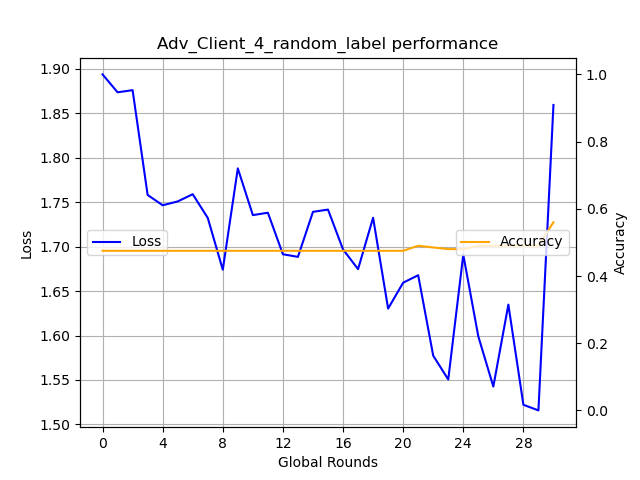 Adv_Client_4_random_label performance
1.90
1.85
1.80
1.75
1.70
1.65
1.60
1.55
1.50
Loss
Loss
Accuracy
1.0
0.8
0.6
0.4
0.2
0.0
Accuracy
0 4 8 12 16 20 24 28
Global Rounds